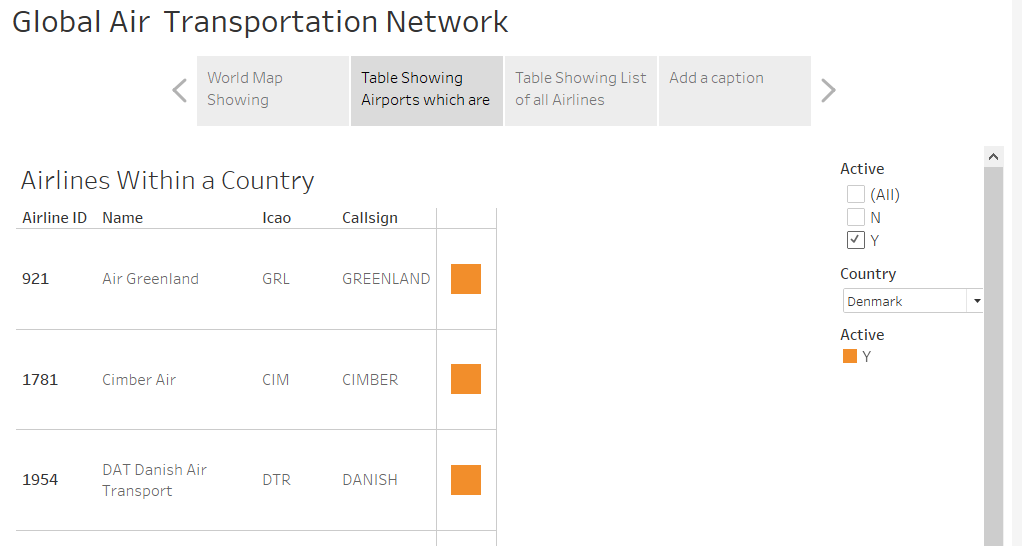 Global Air  Transportation Network
World Map
Showing
Table Showing
Airports which are
Table Showing List
of all Airlines
Add a caption
Airlines Within a Country
Airline ID Name Icao Callsign
921 Air Greenland GRL GREENLAND
1781 Cimber Air CIM CIMBER
1954 DAT Danish Air
Transport DTR DANISH
Active
(All)
N
Y
Country
Denmark
Active
Y